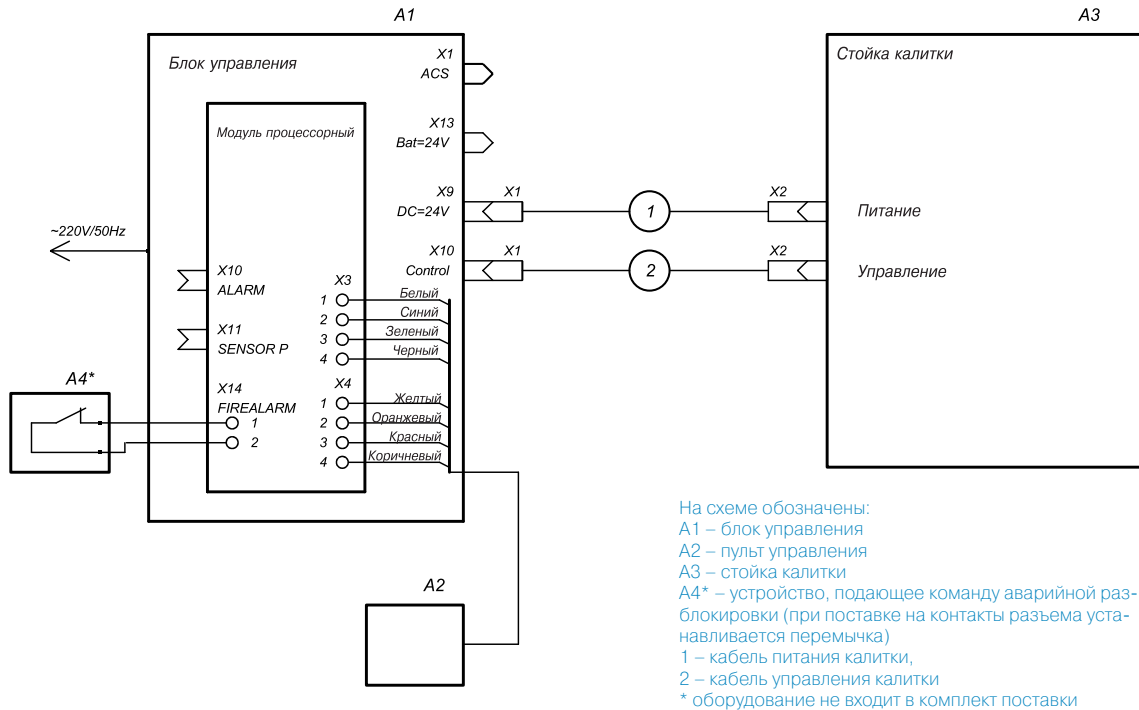 A1
A3
Блок управления
X1
ACS
Стойка калитки
Модуль процессорный
X13
Bat=24V
X9
DC=24V
X1
1
X2
Питание
~220V/50Hz
X10
Control
X1
2
X2
Управление
X10
ALARM
X11
SENSOR P
X3
1 Белый
2 Синий
3 Зеленый
4 Черный
A4*
X14
FIREALARM
1
2
X4
1 Желтый
2 Оранжевый
3 Красный
4 Коричневый
A2
На схеме обозначены:
A1 – блок управления
A2 – пульт управления
A3 – стойка калитки
A4* – устройство, подающее команду аварийной раз-
блокировки (при поставке на контакты разъема уста-
навливается перемычка)
1 – кабель питания калитки,
2 – кабель управления калитки
* оборудование не входит в комплект поставки